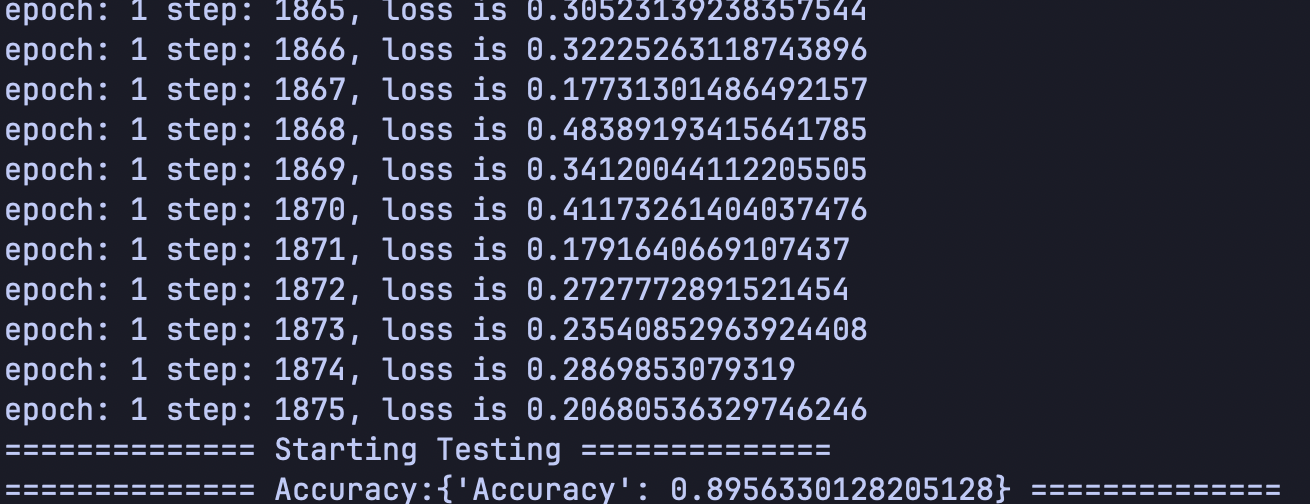 epoch: 1 step: 1865, loss is 0.30523139238357544
epoch: 1 step: 1866, loss is 0.32225263118743896
epoch: 1 step: 1867, loss is 0.17731301486492157
epoch: 1 step: 1868, loss is 0.48389193415641785
epoch: 1 step: 1869, loss is 0.34120044112205505
epoch: 1 step: 1870, loss is 0.41173261404037476
epoch: 1 step: 1871, loss is 0.1791640669107437
epoch: 1 step: 1872, loss is 0.2727772891521454
epoch: 1 step: 1873, loss is 0.23540852963924408
epoch: 1 step: 1874, loss is 0.2869853079319
epoch: 1 step: 1875, loss is 0.20680536329746246
============== Starting Testing ==============
============== Accuracy:{'Accuracy': 0.8956330128205128} ==============